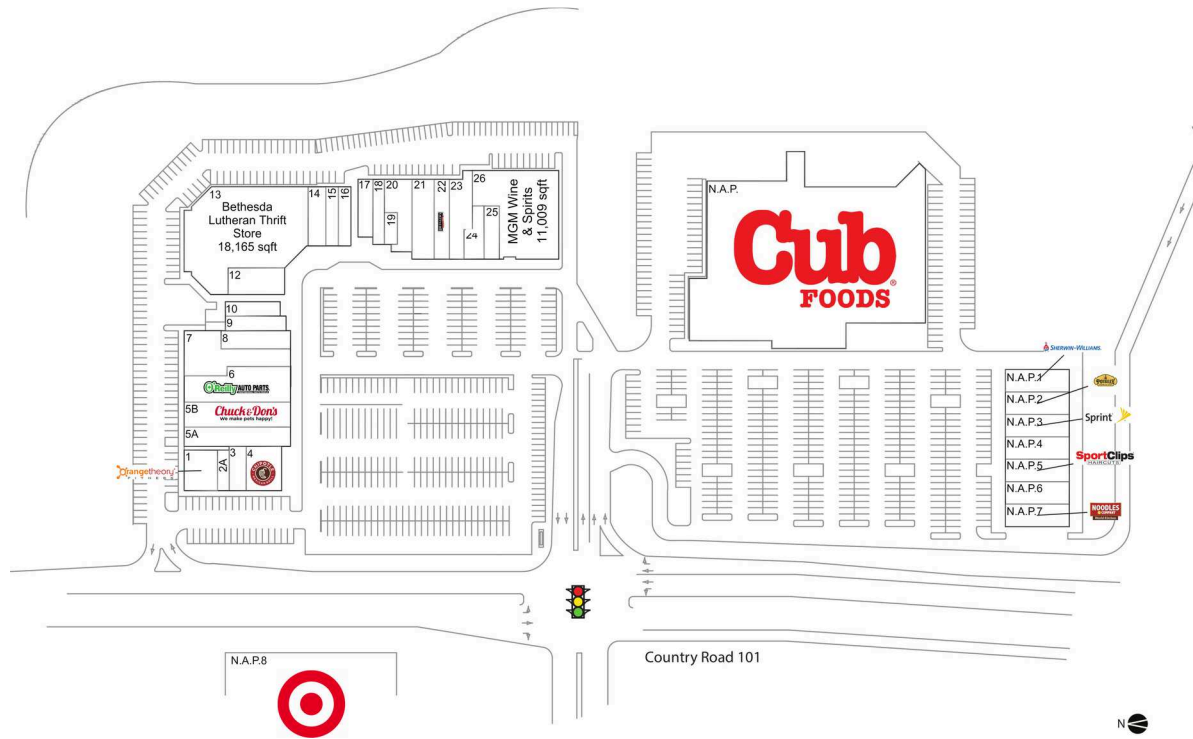 13
Bethesda
Lutheran Thrift
Store
18,165 sqft
14
15
16
17
18
20
19
21
22
23
26
24
25
MGM Wine
& Spirits
11,009 sqft
12
10
9
7
8
6
O'Reilly AUTO PARTS
5B
Chuck & Don's
We make pets happy!
5A
1
2A
3
4
orangetheory
FITNESS
CHIPOTLE
N.A.P.
Cub
FOODS
SHERWIN-WILLIAMS.
N.A.P.1
N.A.P.2
N.A.P.3
Sprint
N.A.P.4
N.A.P.5
SportClips
HAIRCUTS
N.A.P.6
N.A.P.7
NOODLES
& COMPANY
Country Road 101
N.A.P.8
N